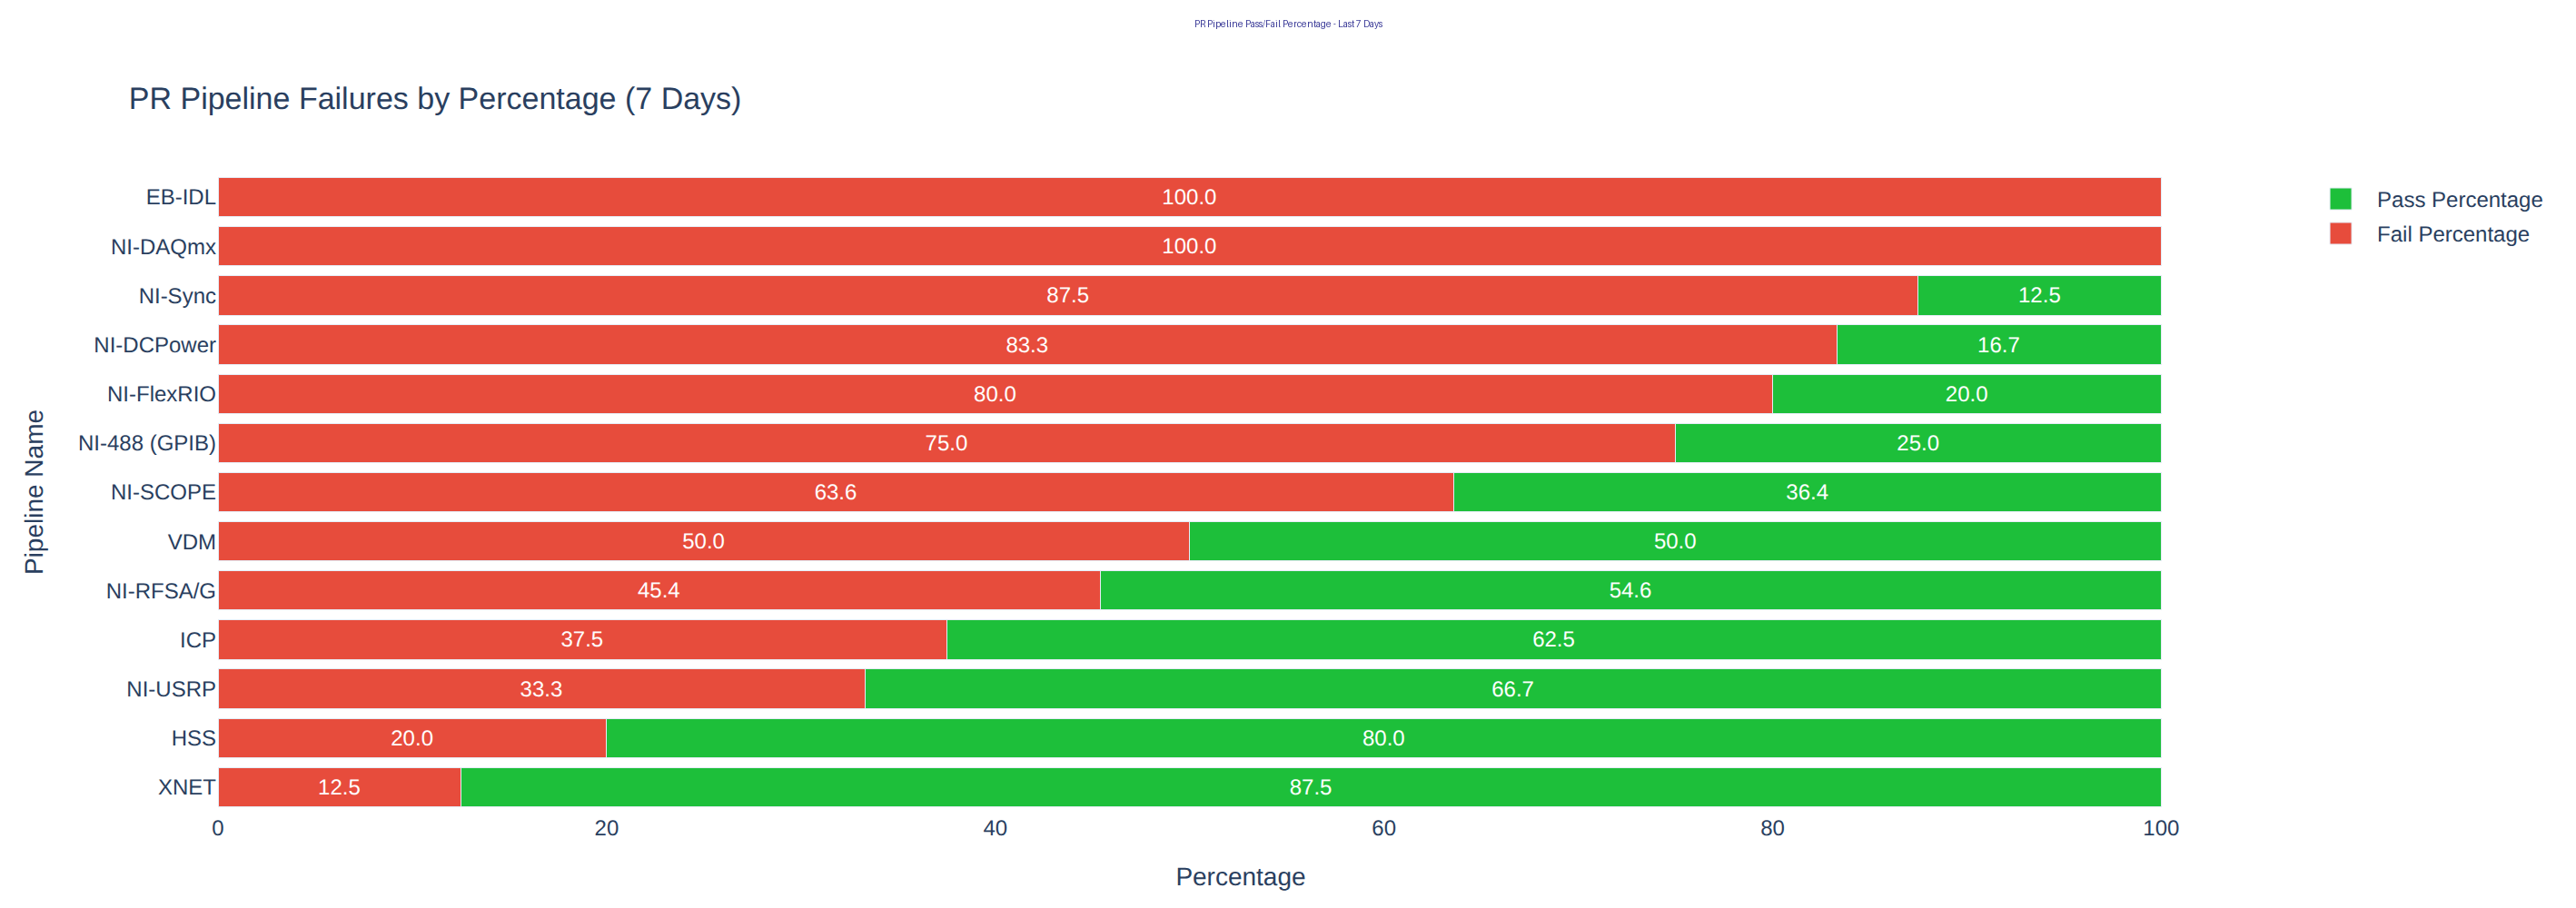 PR Pipeline Pass/Fail Percentage - Last 7 Days
PR Pipeline Failures by Percentage (7 Days)
Pass Percentage
Fail Percentage
Pipeline Name
EB-IDL 100.0
NI-DAQmx 100.0
NI-Sync 87.5 12.5
NI-DCPower 83.3 16.7
NI-FlexRIO 80.0 20.0
NI-488 (GPIB) 75.0 25.0
NI-SCOPE 63.6 36.4
VDM 50.0 50.0
NI-RFSA/G 45.4 54.6
ICP 37.5 62.5
NI-USRP 33.3 66.7
HSS 20.0 80.0
XNET 12.5 87.5
0 20 40 60 80 100
Percentage